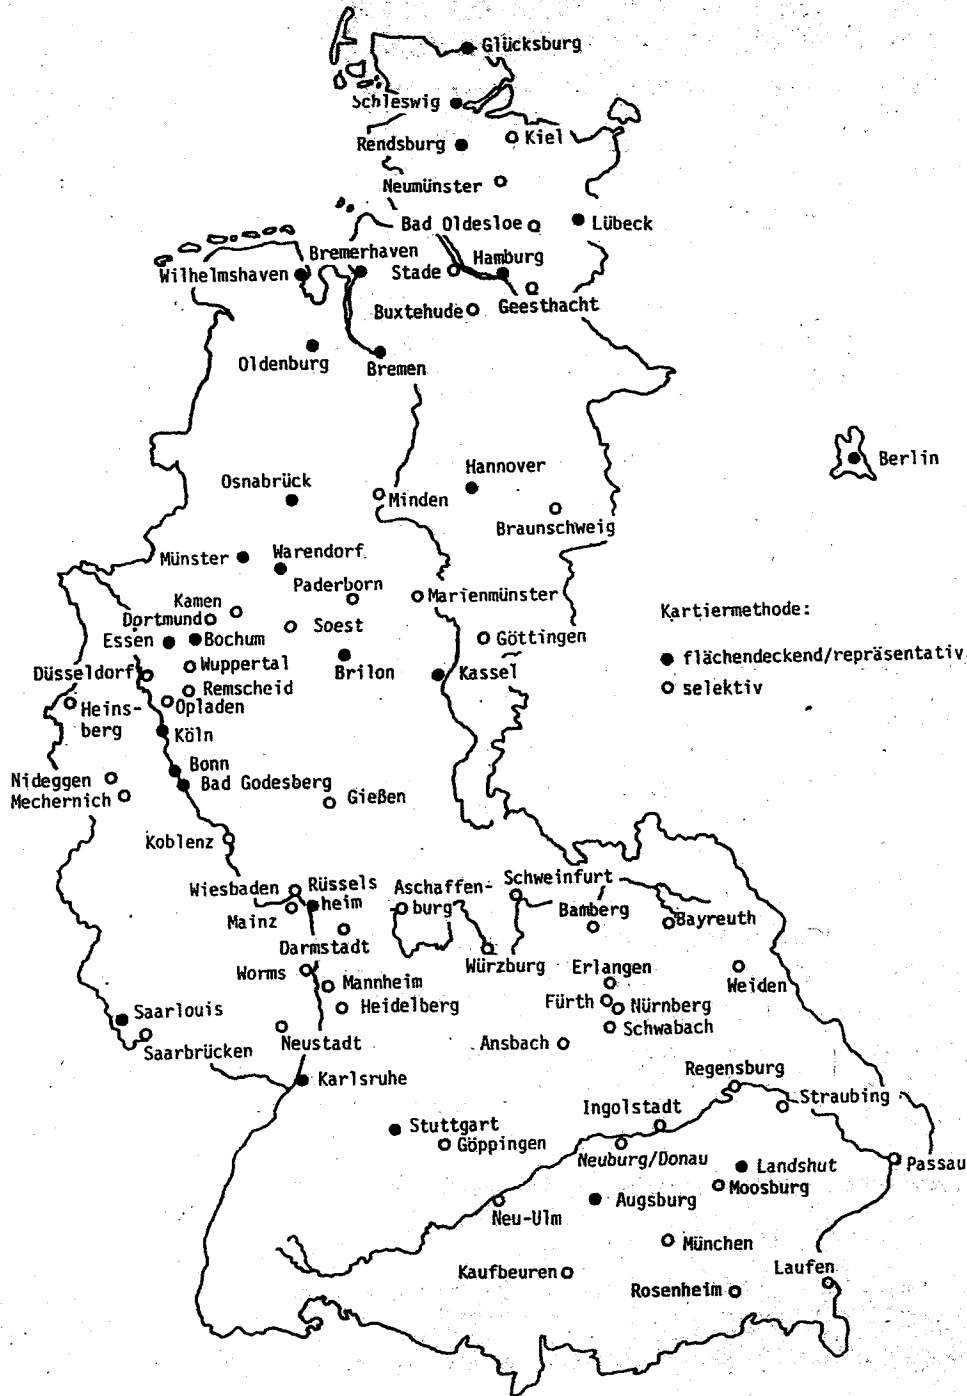 Glücksburg
Schleswig
Rendsburg
Kiel
Neumünster
Bad Oldesloe
Lübeck
Bremerhaven
Wilhelmshaven
Stade
Hamburg
Buxtehude
Geesthacht
Oldenburg
Bremen
Berlin
Hannover
Osnabrück
Minden
Braunschweig
Münster
Warendorf
Paderborn
Marienmünster
Kamen
Dortmund
Soest
Essen
Bochum
Göttingen
Wuppertal
Düsseldorf
Brilon
Kassel
Remscheid
Opladen
Heins-
berg
Köln
Kartiermethode:
flächendeckend/repräsentativ
selektiv
Bonn
Nideggen
Bad Godesberg
Mechernich
Gießen
Koblenz
Wiesbaden
Rüssels
heim
Aschaffen-
burg
Schweinfurt
Mainz
Bamberg
Bayreuth
Darmstadt
Worms
Würzburg
Erlangen
Mannheim
Weiden
Heidelberg
Fürth
Nürnberg
Saarlouis
Schwabach
Saarbrücken
Neustadt
Ansbach
Karlsruhe
Regensburg
Straubing
Ingolstadt
Stuttgart
Göppingen
Neuburg/Donau
Landshut
Passau
Moosburg
Neu-Ulm
Augsburg
München
Kaufbeuren
Laufen
Rosenheim